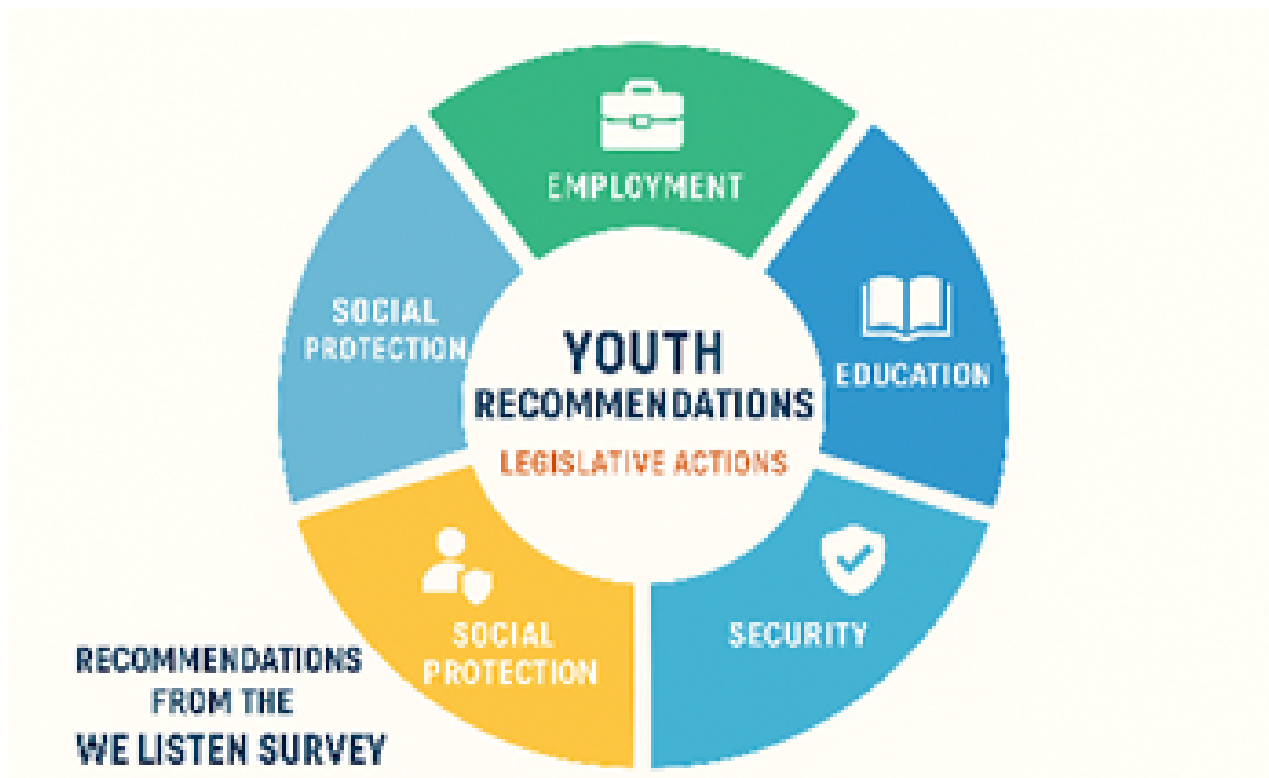 EMPLOYMENT
SOCIAL
PROTECTION
EDUCATION
YOUTH
RECOMMENDATIONS
LEGISLATIVE ACTIONS
SOCIAL
PROTECTION
SECURITY
RECOMMENDATIONS
FROM THE
WE LISTEN SURVEY